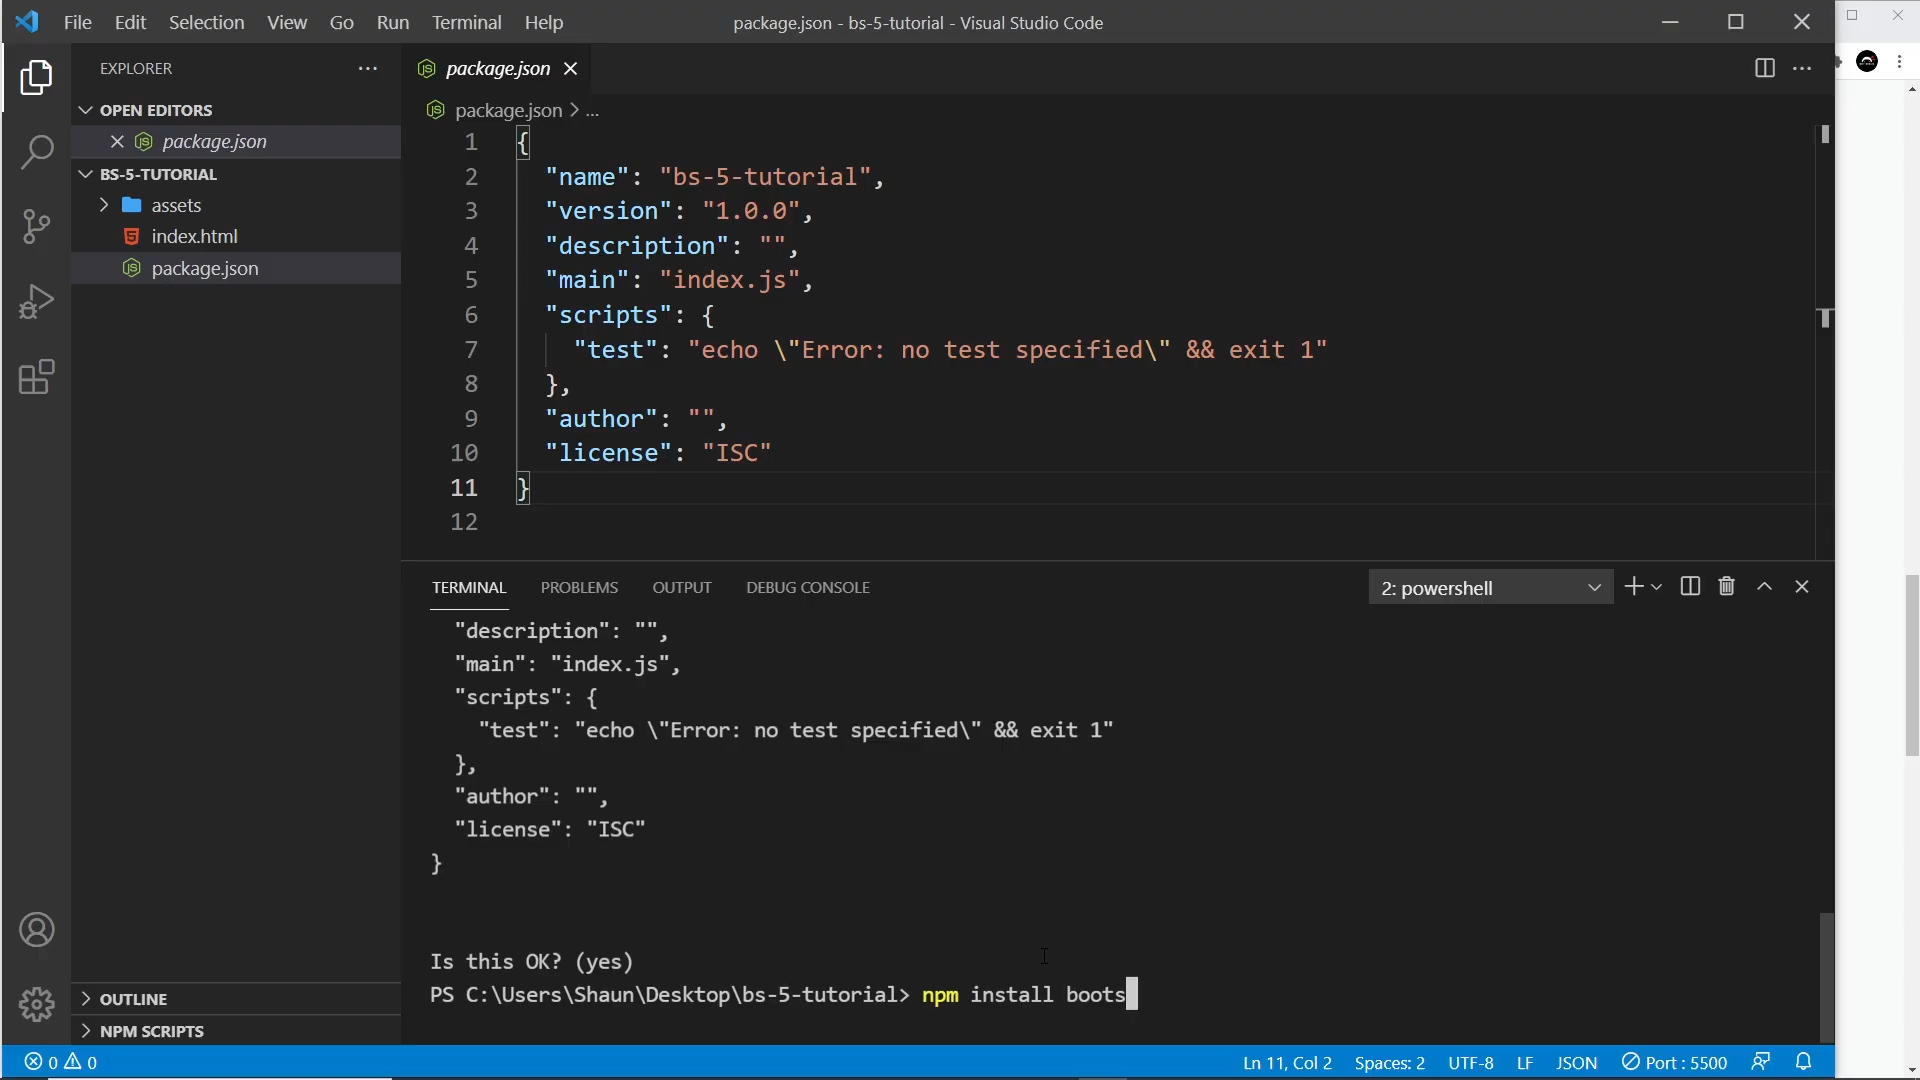 File Edit Selection View Go Run Terminal Help
package.json - bs-5-tutorial - Visual Studio Code
EXPLORER
OPEN EDITORS
package.json
BS-5-TUTORIAL
assets
index.html
package.json
OUTLINE
NPM SCRIPTS
package.json
package.json > ...
1 {
2 "name": "bs-5-tutorial",
3 "version": "1.0.0",
4 "description": "",
5 "main": "index.js",
6 "scripts": {
7 "test": "echo \"Error: no test specified\" && exit 1"
8 },
9 "author": "",
10 "license": "ISC"
11 }
12
TERMINAL PROBLEMS OUTPUT DEBUG CONSOLE
2: powershell
"description": "",
"main": "index.js",
"scripts": {
"test": "echo \"Error: no test specified\" && exit 1"
},
"author": "",
"license": "ISC"
}
Is this OK? (yes)
PS C:\Users\Shaun\Desktop\bs-5-tutorial> npm install boots
0 0
Ln 11, Col 2 Spaces: 2 UTF-8 LF JSON Port : 5500